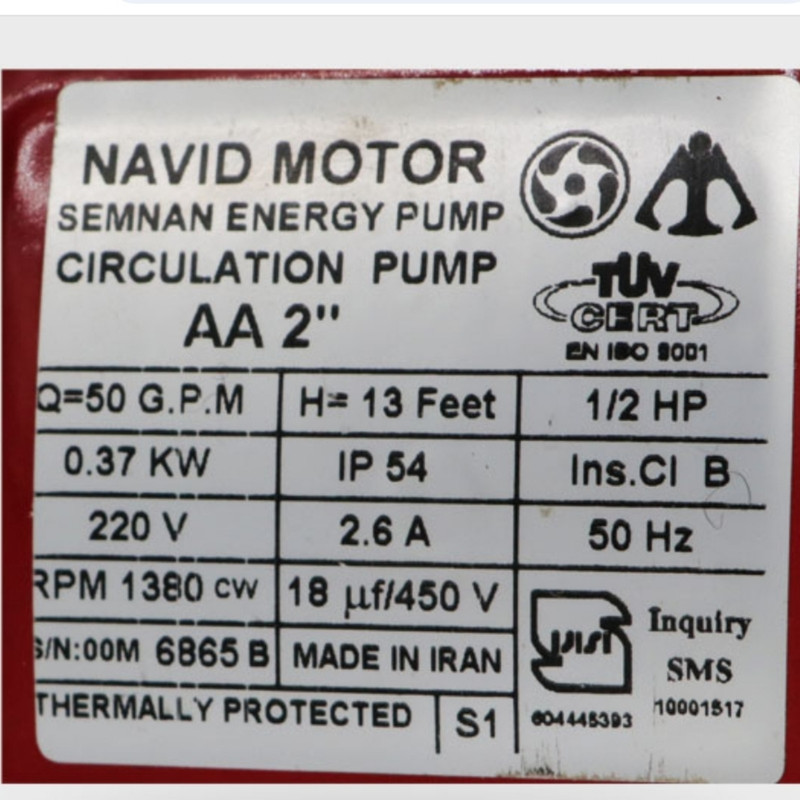 NAVID MOTOR
SEMNAN ENERGY PUMP
CIRCULATION PUMP
AA 2"
TÜV
CERT
EN ISO 9001
Q=50 G.P.M H= 13 Feet 1/2 HP
0.37 KW IP 54 Ins.Cl B
220 V 2.6 A 50 Hz
RPM 1380 CW 18 µf/450 V
S/N:00M 6865 B MADE IN IRAN
THERMALLY PROTECTED S1
Inquiry
SMS
10001517
604445393